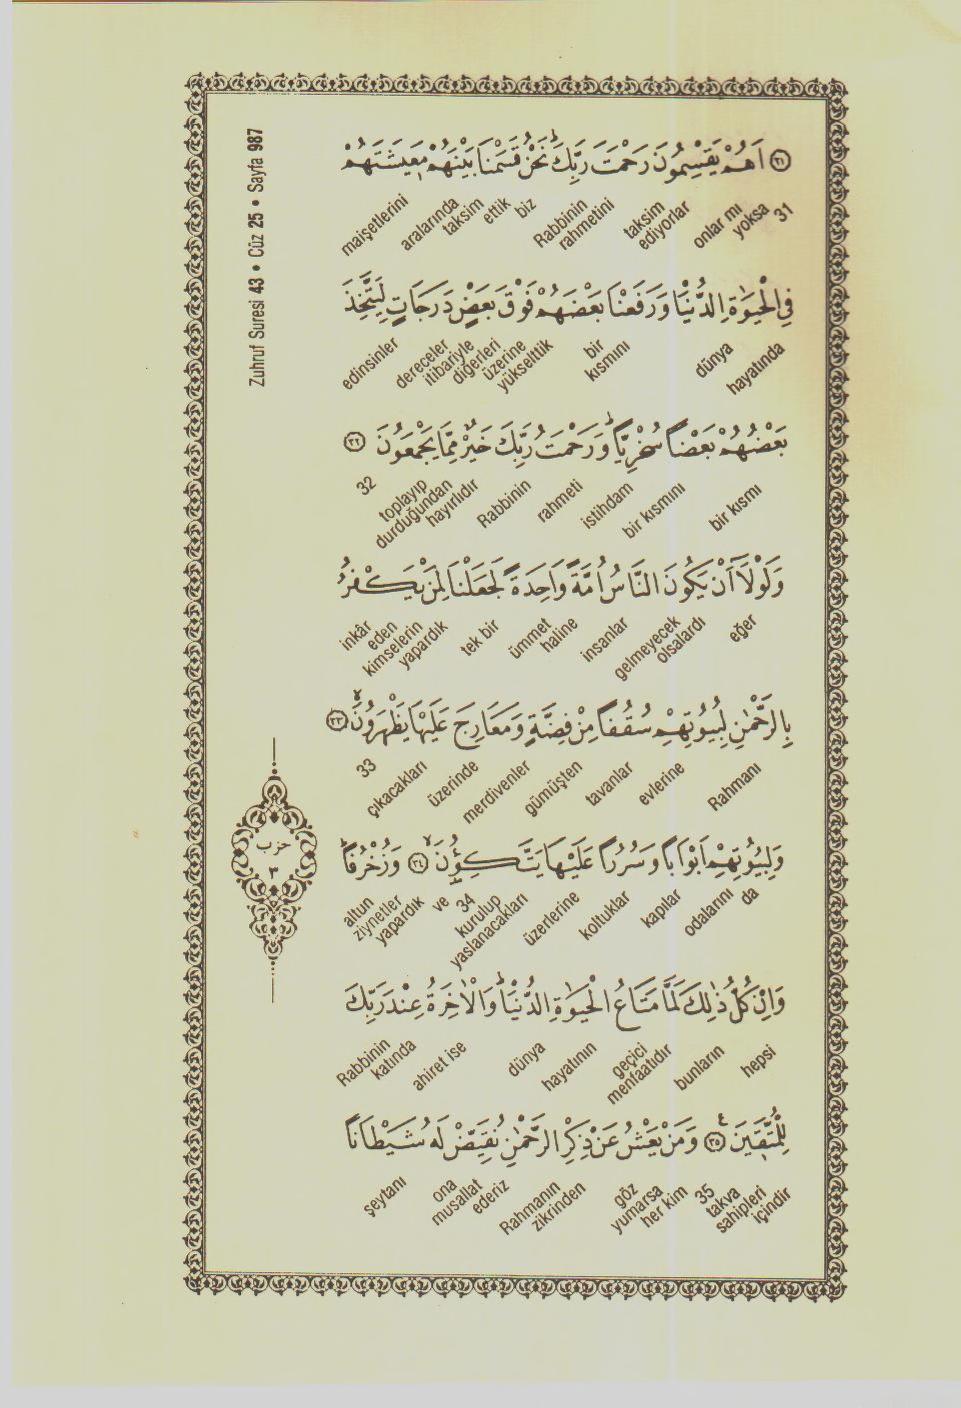 Zuhruf Suresi 43 • Cüz 25 • Sayfa 987
﴿٣١﴾ اَهُمْ يَقْسِمُونَ رَحْمَتَ رَبِّكَ نَحْنُ قَسَمْنَا بَيْنَهُمْ مَعِيشَتَهُمْ
31 yoksa onlar mı taksim ediyorlar Rabbinin rahmetini biz taksim ettik aralarında maişetlerini
فِى الْحَيٰوةِ الدُّنْيَا وَرَفَعْنَا بَعْضَهُمْ فَوْقَ بَعْضٍ دَرَجَاتٍ لِيَتَّخِذَ
hayatında dünya bir kısmını üzerine yükselttik dereceler itibariyle diğerleri edinsinler
بَعْضُهُمْ بَعْضًا سُخْرِيًّا وَرَحْمَتُ رَبِّكَ خَيْرٌ مِمَّا يَجْمَعُونَ ﴿٣٢﴾
bir kısmı bir kısmını istihdam rahmeti Rabbinin toplayıp durduğundan hayırlıdır 32
وَلَوْلَٓا اَنْ يَكُونَ النَّاسُ اُمَّةً وَاحِدَةً لَجَعَلْنَا لِمَنْ يَكْفُرُ
eğer gelmeyecek olsalardı insanlar ümmet haline tek bir inkâr eden kimselerin yapardık
بِالرَّحْمٰنِ لِبُيُوتِهِمْ سُقُفًا مِنْ فِضَّةٍ وَمَعَارِجَ عَلَيْهَا يَظْهَرُونَ ﴿٣٣﴾
Rahmanı evlerine tavanlar gümüşten merdivenler üzerinde çıkacakları 33
وَلِبُيُوتِهِمْ اَبْوَابًا وَسُرُرًا عَلَيْهَا يَتَّكِؤُ۫نَ ﴿٣٤﴾ وَزُخْرُفًا
da odalarını kapılar koltuklar üzerlerine kurulup yaslanacakları 34 ve altun ziynetler yapardık
حزب
٣
وَاِنْ كُلُّ ذٰلِكَ لَمَّا مَتَاعُ الْحَيٰوةِ الدُّنْيَا وَالْاٰخِرَةُ عِنْدَ رَبِّكَ
hepsi bunların geçici menfaatıdır hayatının dünya ahiret ise Rabbinin katında
لِلْمُتَّقِينَ ﴿٣٥﴾ وَمَنْ يَعْشُ عَنْ ذِكْرِ الرَّحْمٰنِ نُقَيِّضْ لَهُ شَيْطَانًا
takva sahipleri içindir 35 göz yumarsa her kim Rahmanın zikrinden ona musallat ederiz şeytanı